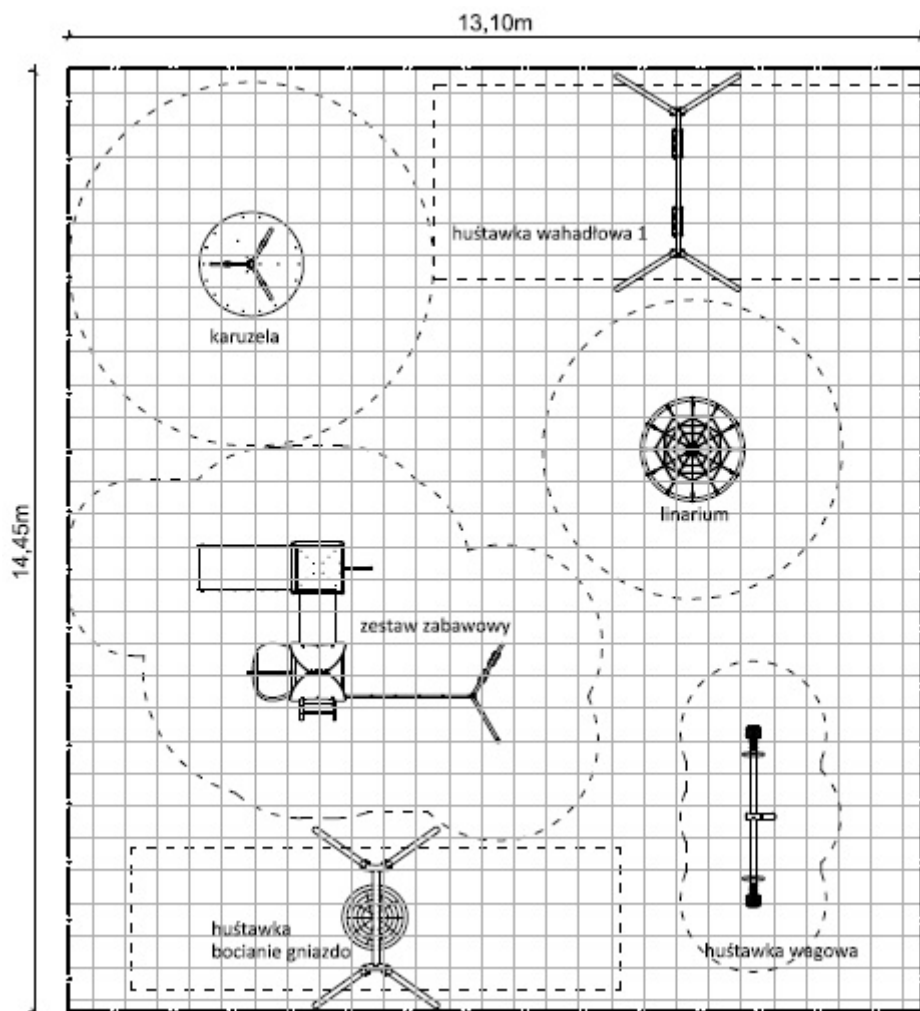 13,10m
14,45m
huśtawka wahadłowa 1
karuzela
linarium
zestaw zabawowy
huśtawka
bocianie gniazdo
huśtawka wagowa